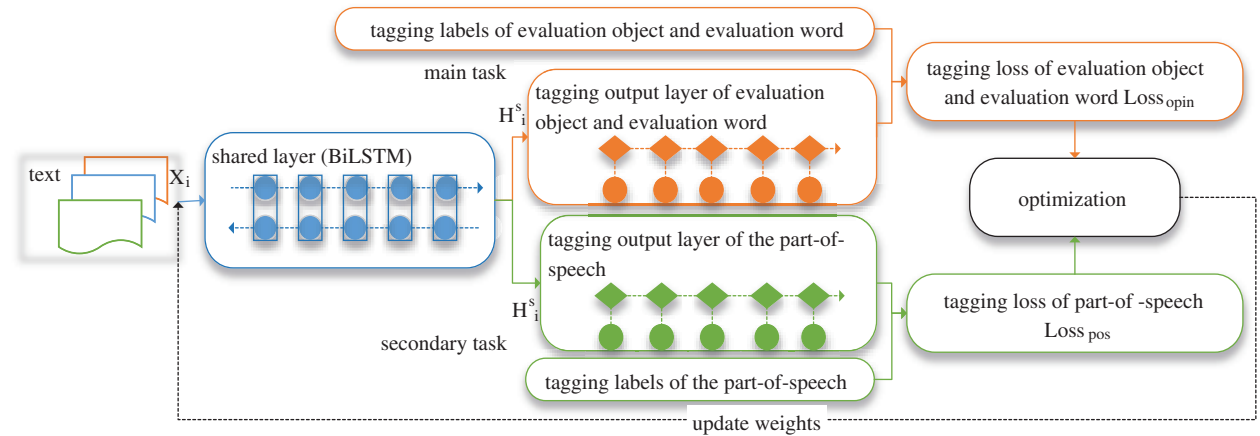 tagging labels of evaluation object and evaluation word
main task
tagging output layer of evaluation
object and evaluation word
H^s_i
tagging loss of evaluation object
and evaluation word Loss_opin
text
X_i
shared layer (BiLSTM)
optimization
tagging output layer of the part-of-
speech
H^s_i
secondary task
tagging loss of part-of -speech
Loss_pos
tagging labels of the part-of-speech
update weights